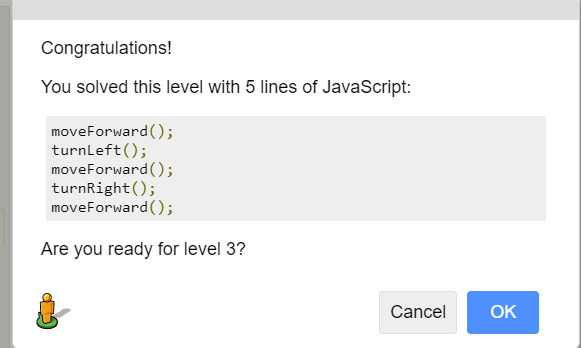 Congratulations!
You solved this level with 5 lines of JavaScript:
moveForward();
turnLeft();
moveForward();
turnRight();
moveForward();
Are you ready for level 3?
Cancel
OK